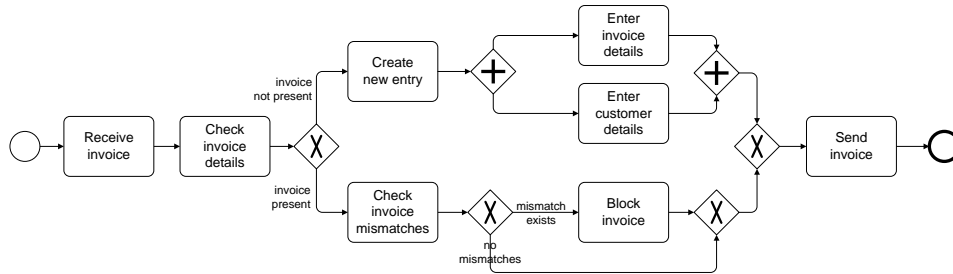 Receive
invoice
Check
invoice
details
invoice
not present
Create
new entry
Enter
invoice
details
Enter
customer
details
invoice
present
Check
invoice
mismatches
mismatch
exists
no
mismatches
Block
invoice
Send
invoice